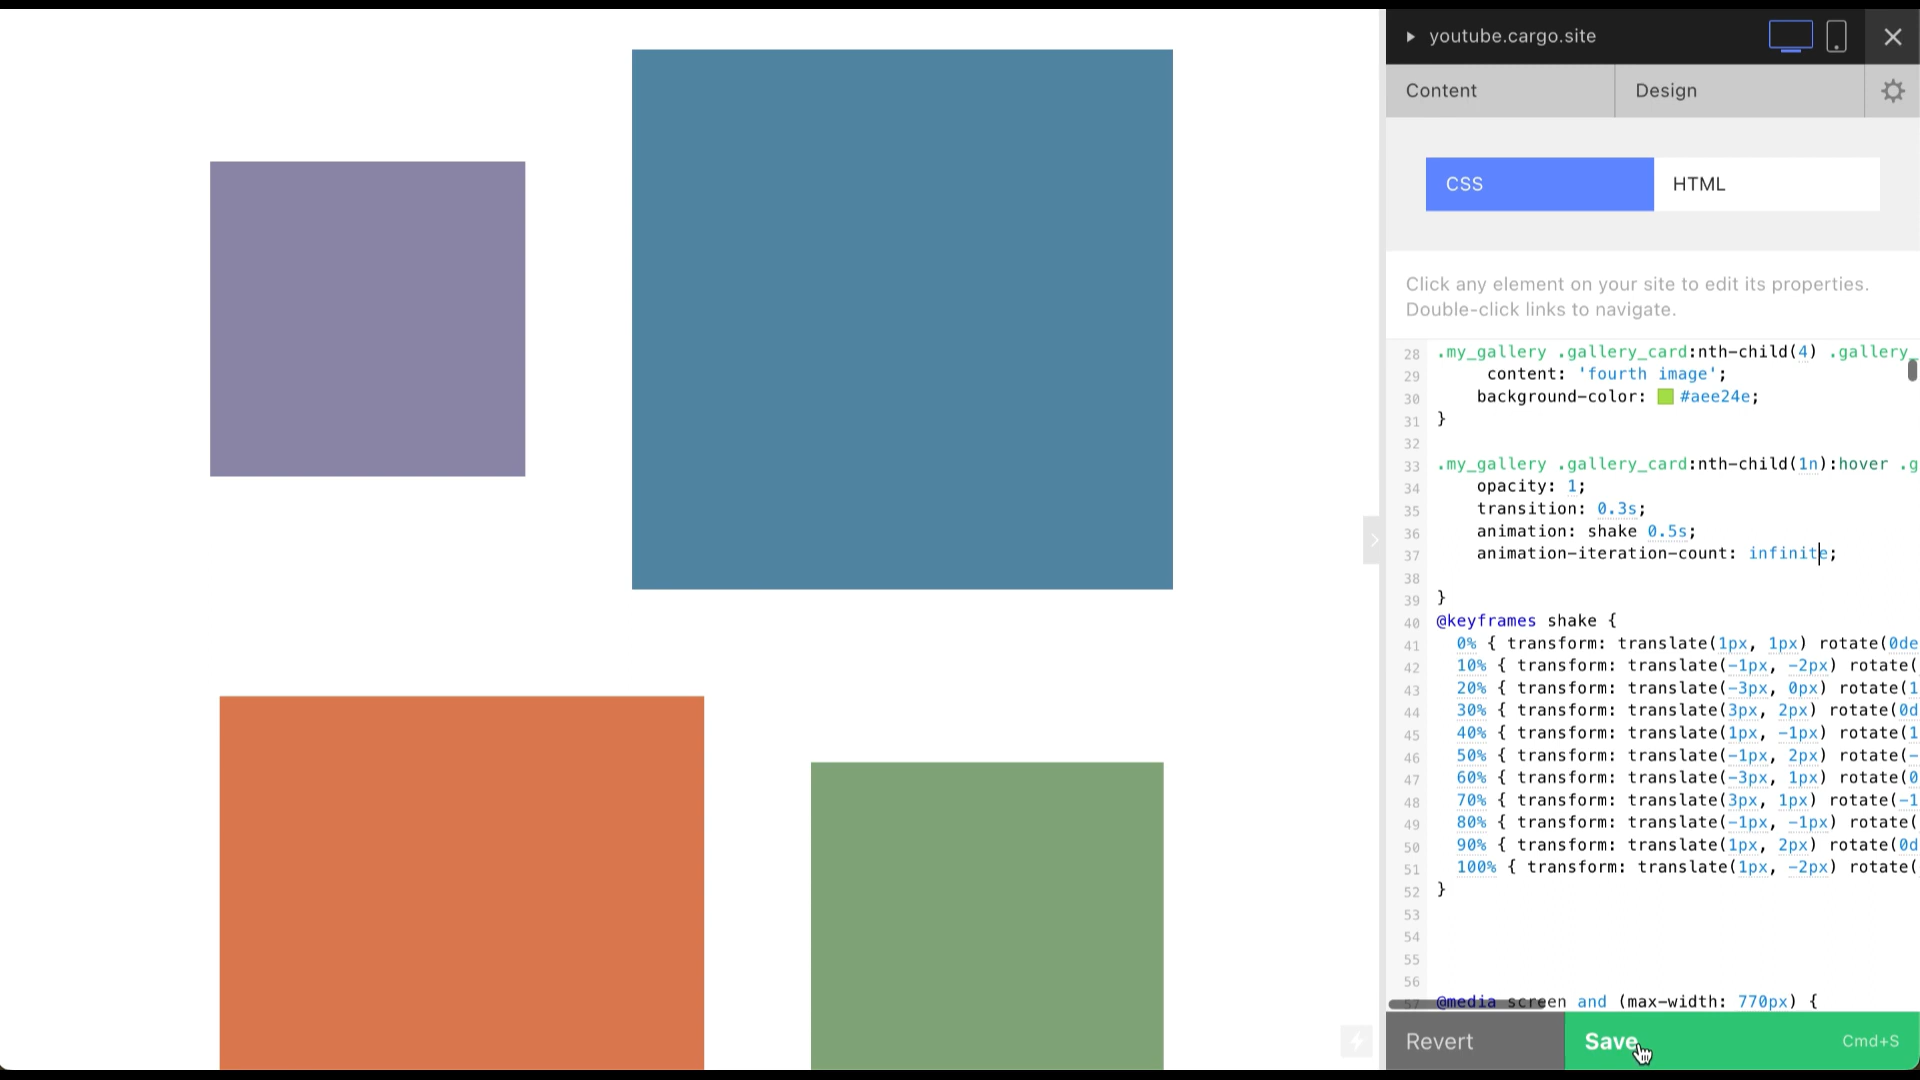 youtube.cargo.site
Content
Design
CSS
HTML
Click any element on your site to edit its properties.
Double-click links to navigate.
28 .my_gallery .gallery_card:nth-child(4) .gallery_
29 content: 'fourth image';
30 background-color: #aee24e;
31 }
32
33 .my_gallery .gallery_card:nth-child(1n):hover .g
34 opacity: 1;
35 transition: 0.3s;
36 animation: shake 0.5s;
37 animation-iteration-count: infinite;
38
39 }
40 @keyframes shake {
41 0% { transform: translate(1px, 1px) rotate(0de
42 10% { transform: translate(-1px, -2px) rotate(
43 20% { transform: translate(-3px, 0px) rotate(1
44 30% { transform: translate(3px, 2px) rotate(0d
45 40% { transform: translate(1px, -1px) rotate(1
46 50% { transform: translate(-1px, 2px) rotate(-
47 60% { transform: translate(-3px, 1px) rotate(0
48 70% { transform: translate(3px, 1px) rotate(-1
49 80% { transform: translate(-1px, -1px) rotate(
50 90% { transform: translate(1px, 2px) rotate(0d
51 100% { transform: translate(1px, -2px) rotate(
52 }
53
54
55
56
57 @media screen and (max-width: 770px) {
Revert
Save
Cmd+S